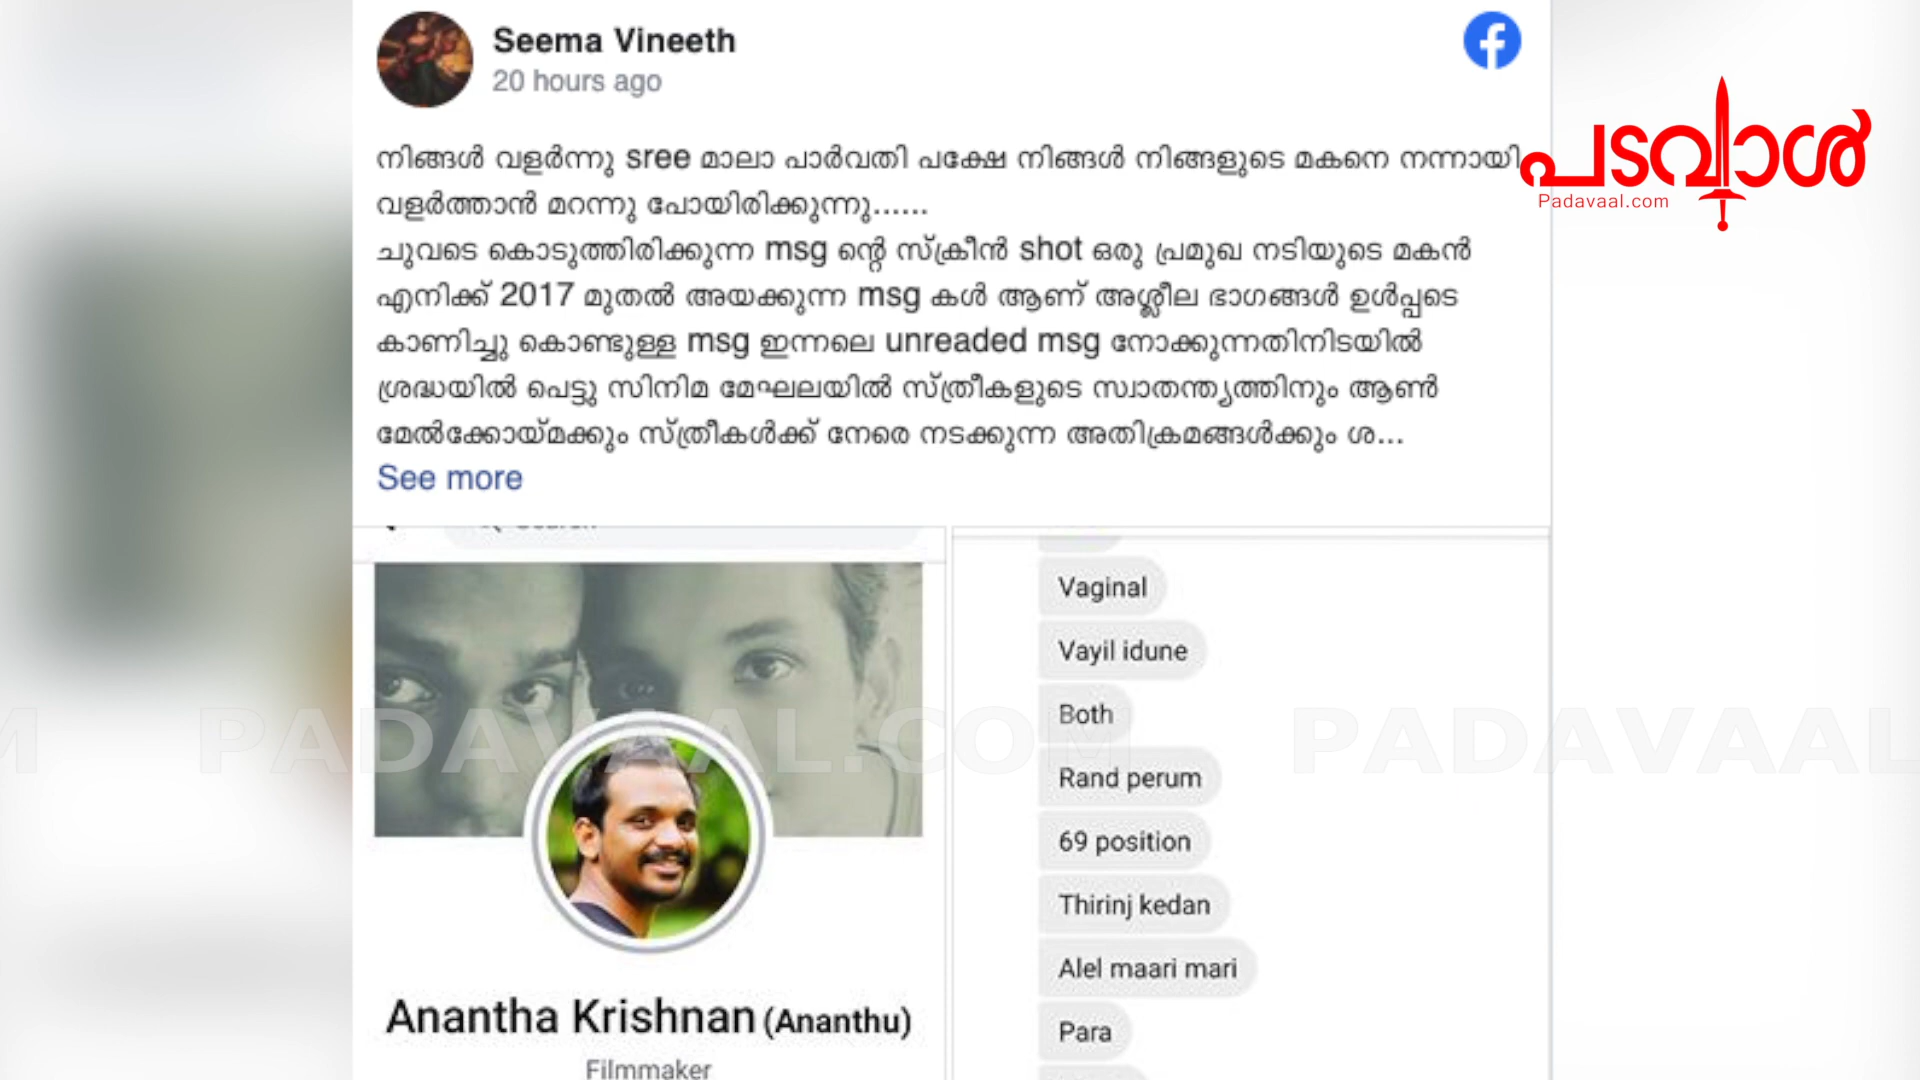 Seema Vineeth
20 hours ago
പടവാൾ
Padavaal.com
നിങ്ങൾ വളർന്നു sree മാലാ പാർവതി പക്ഷേ നിങ്ങൾ നിങ്ങളുടെ മകനെ നന്നായി
വളർത്താൻ മറന്നു പോയിരിക്കുന്നു......
ചുവടെ കൊടുത്തിരിക്കുന്ന msg ന്റെ സ്ക്രീൻ shot ഒരു പ്രമുഖ നടിയുടെ മകൻ
എനിക്ക് 2017 മുതൽ അയക്കുന്ന msg കൾ ആണ് അശ്ലീല ഭാഗങ്ങൾ ഉൾപ്പടെ
കാണിച്ചു കൊണ്ടുള്ള msg ഇന്നലെ unreaded msg നോക്കുന്നതിനിടയിൽ
ശ്രദ്ധയിൽ പെട്ടു സിനിമ മേഘലയിൽ സ്ത്രീകളുടെ സ്വാതന്ത്യത്തിനും ആൺ
മേൽക്കോയ്മക്കും സ്ത്രീകൾക്ക് നേരെ നടക്കുന്ന അതിക്രമങ്ങൾക്കും ശ...
See more
Anantha Krishnan (Ananthu)
Filmmaker
Vaginal
Vayil idune
Both
Rand perum
69 position
Thirinj kedan
Alel maari mari
Para
PADAVAAL.COM
PADAVAAL